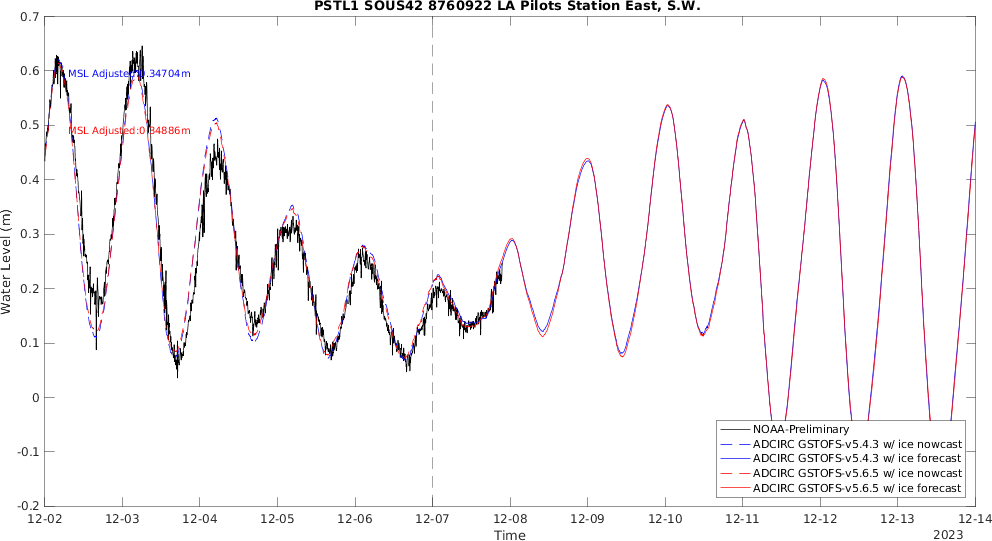 PSTL1 SOUS42 8760922 LA Pilots Station East, S.W.
0.7
0.6
0.5
0.4
0.3
0.2
0.1
0
-0.1
-0.2
Water Level (m)
MSL Adjusted:0.34704m
MSL Adjusted:0.34886m
NOAA-Preliminary
ADCIRC GSTOFS-v5.4.3 w/ ice nowcast
ADCIRC GSTOFS-v5.4.3 w/ ice forecast
ADCIRC GSTOFS-v5.6.5 w/ ice nowcast
ADCIRC GSTOFS-v5.6.5 w/ ice forecast
12-02 12-03 12-04 12-05 12-06 12-07 12-08 12-09 12-10 12-11 12-12 12-13 12-14
Time
2023